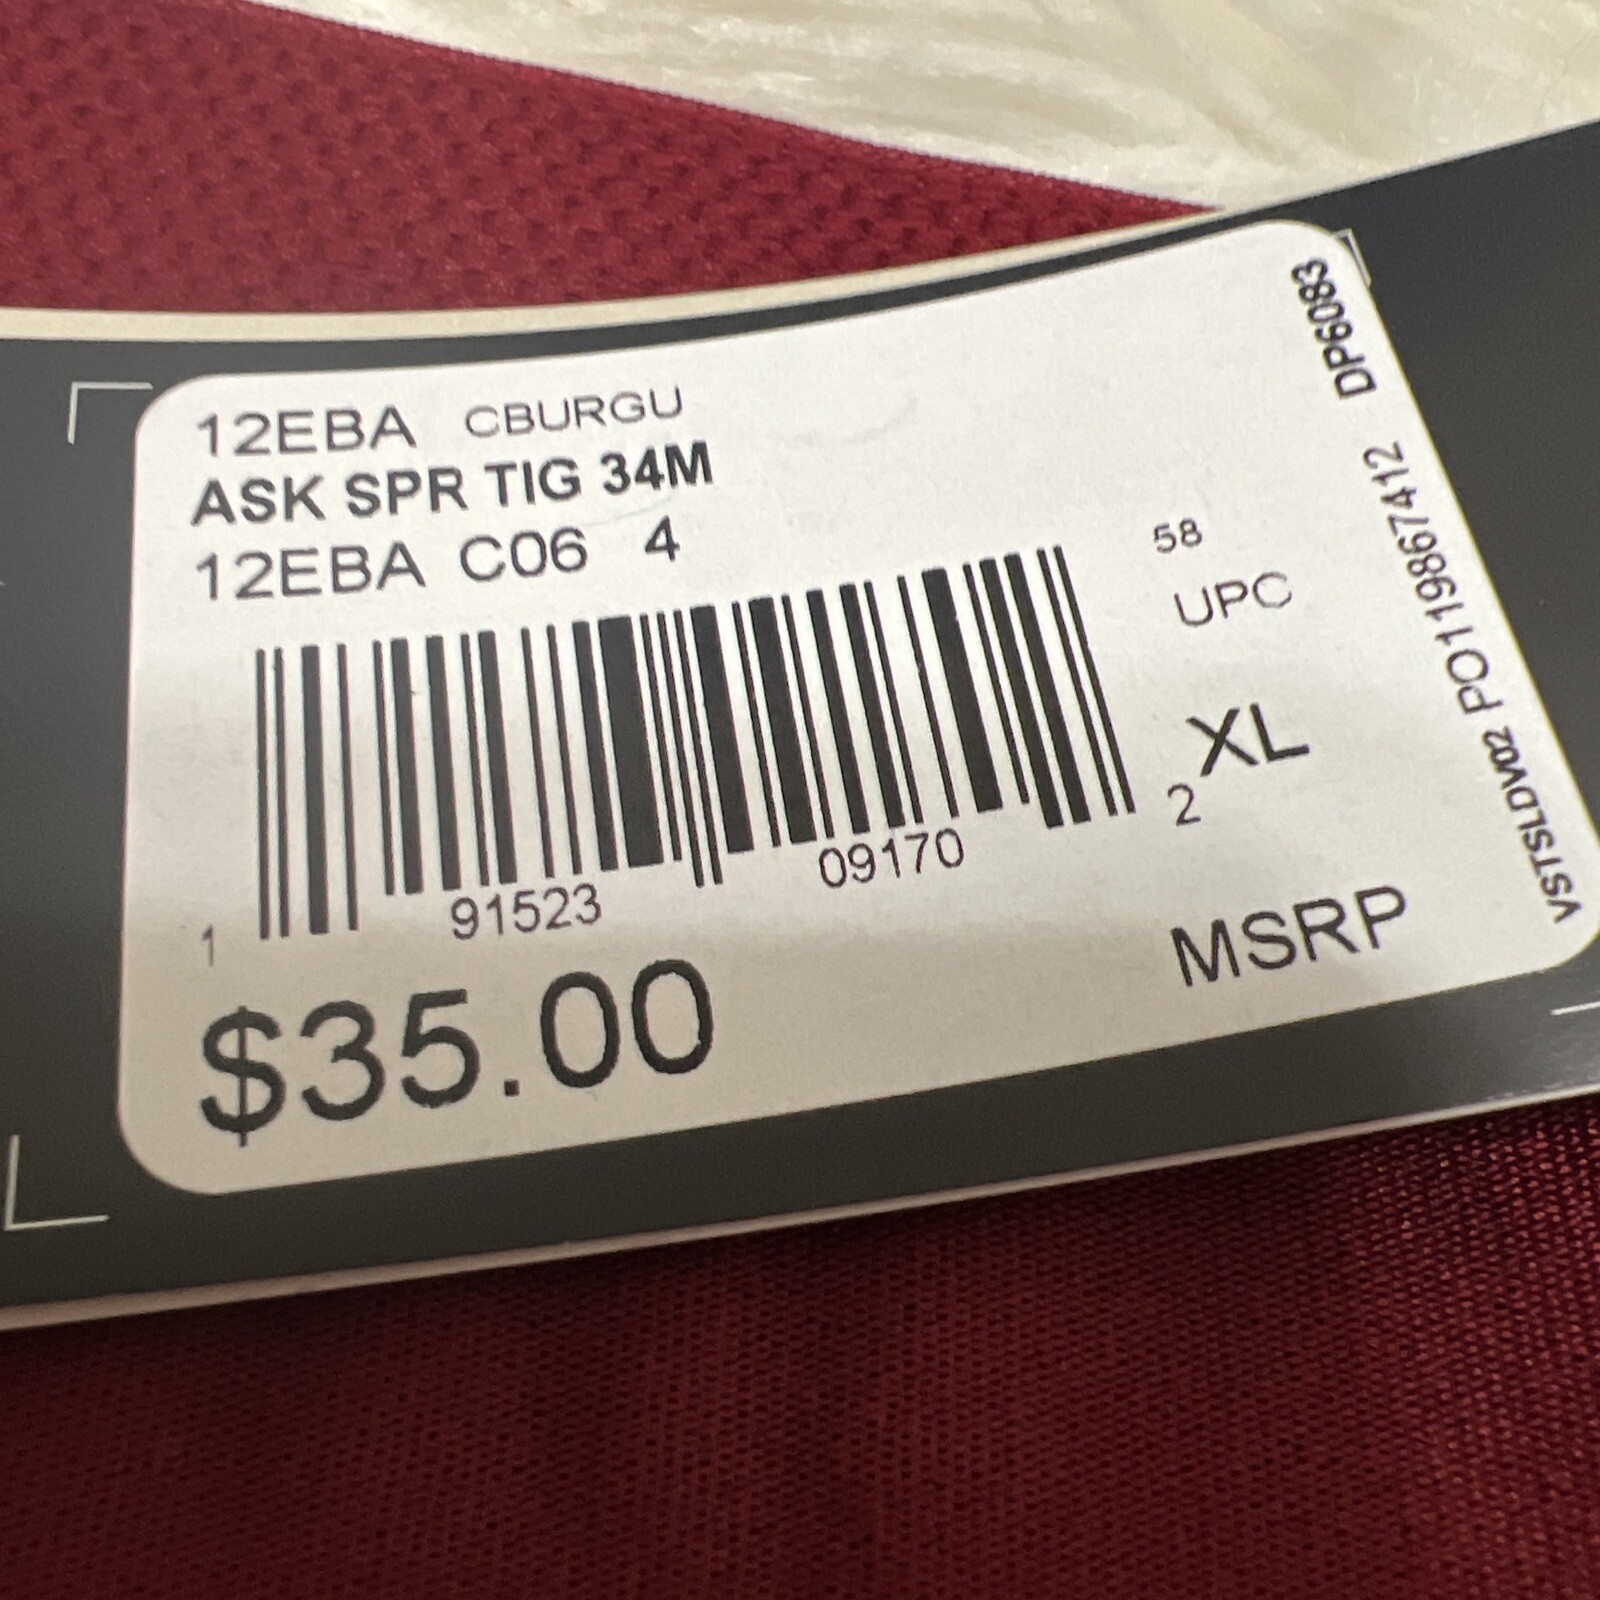 12EBA CBURGU
ASK SPR TIG 34M
12EBA C06 4
58
UPC
XL
1 91523 09170 2
$35.00
MSRP
VSTSLDV02 PO1119867412 DP6083